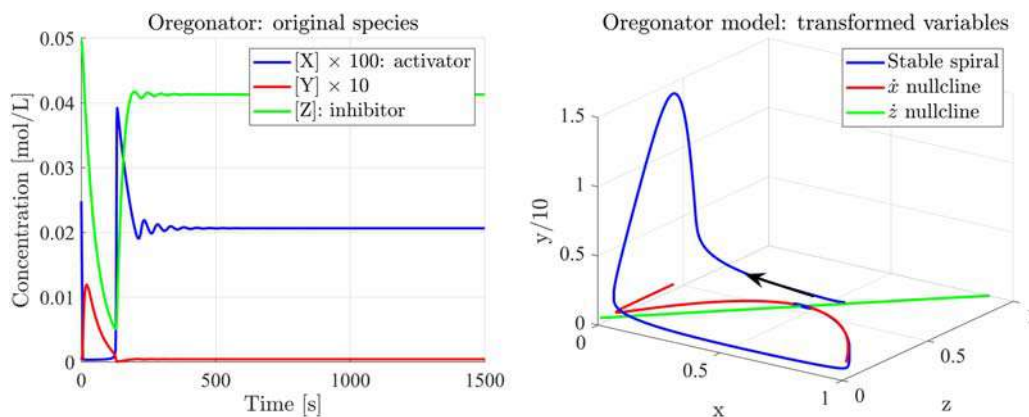 Oregonator: original species
0.05
0.04
0.03
0.02
0.01
0
Concentration [mol/L]
[X] × 100: activator
[Y] × 10
[Z]: inhibitor
0
500
1000
1500
Time [s]
Oregonator model: transformed variables
Stable spiral
ẋ nullcline
ż nullcline
1.5
1
0.5
0
y/10
0
0.5
1
x
0
0.5
z